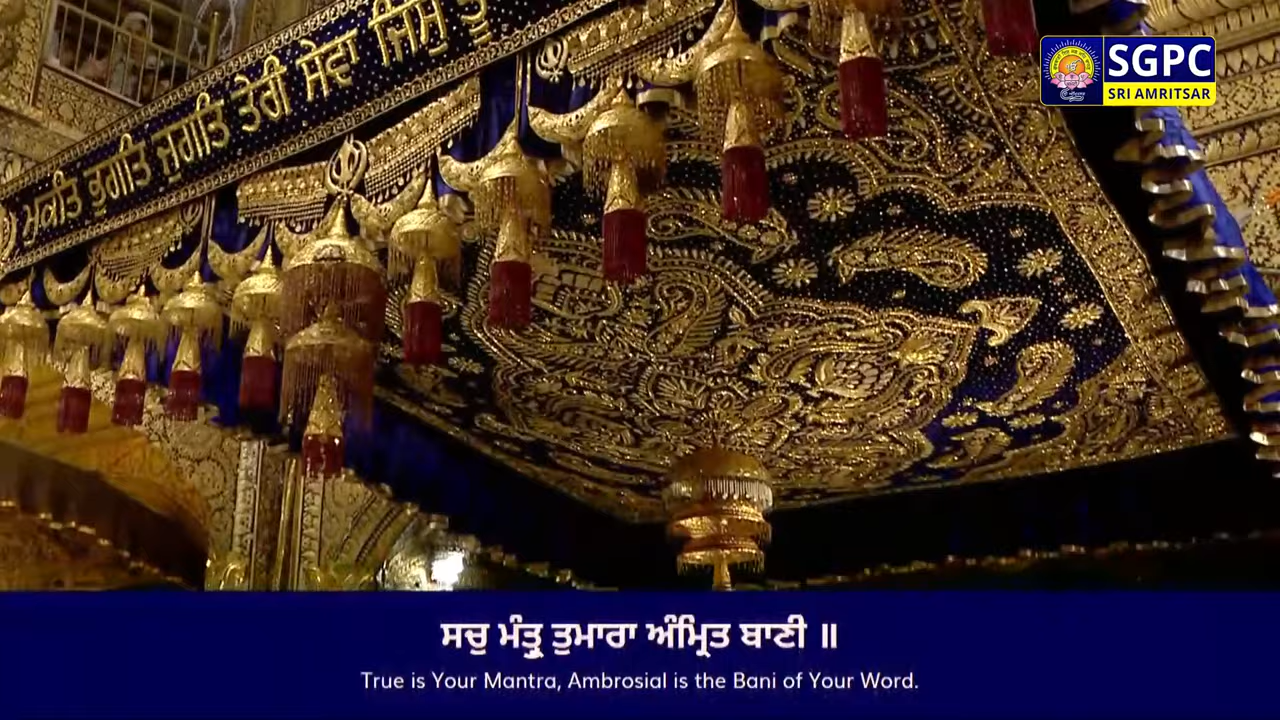 ਮੁਕਤਿ ਭੁਗਤਿ ਜੁਗਤਿ ਤੇਰੀ ਸੇਵਾ ਜਿਸੁ ਤੂੰ
SGPC
SRI AMRITSAR
ਸਚੁ ਮੰਤ੍ਰੁ ਤੁਮਾਰਾ ਅੰਮ੍ਰਿਤ ਬਾਣੀ ॥
True is Your Mantra, Ambrosial is the Bani of Your Word.